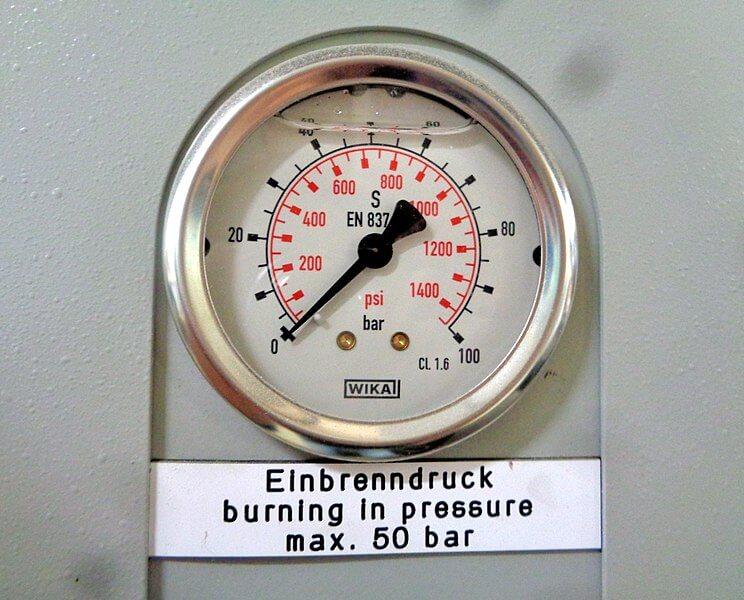 40
60
800
600
S
1000
EN 837
400
20
80
1200
200
psi
1400
bar
0
100
Cl. 1.6
WIKA
Einbrenndruck
burning in pressure
max. 50 bar